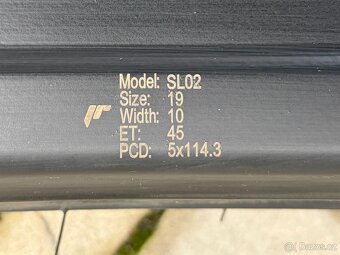 Model: SL02
Size: 19
Width: 10
ET: 45
PCD: 5x114.3